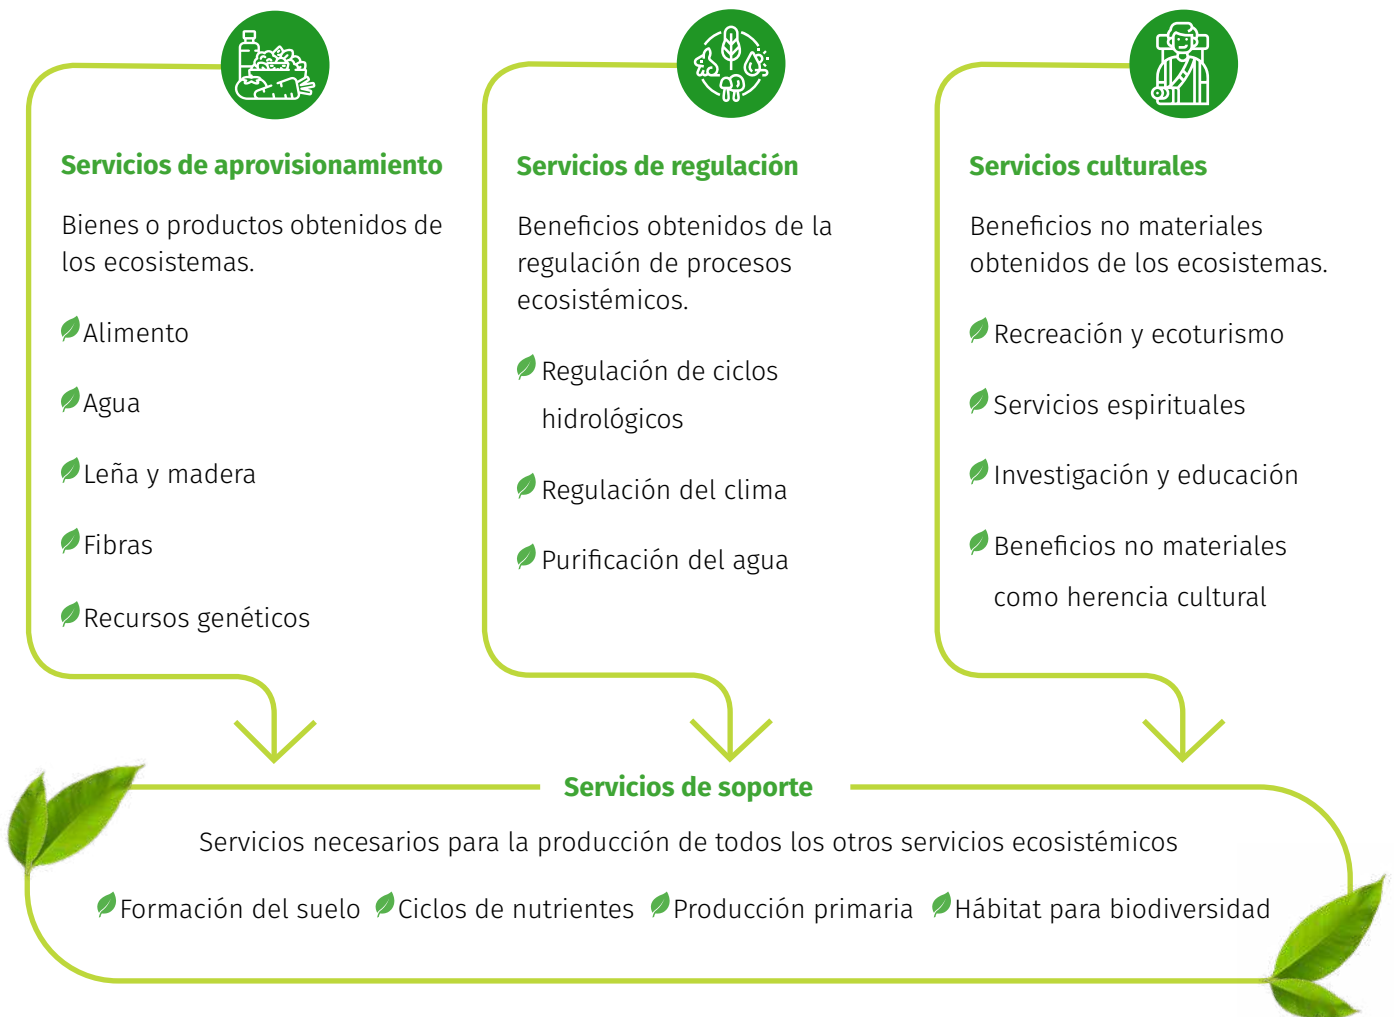 Servicios de aprovisionamiento
Bienes o productos obtenidos de
los ecosistemas.
Alimento
Agua
Leña y madera
Fibras
Recursos genéticos
Servicios de regulación
Beneficios obtenidos de la
regulación de procesos
ecosistémicos.
Regulación de ciclos
hidrológicos
Regulación del clima
Purificación del agua
Servicios culturales
Beneficios no materiales
obtenidos de los ecosistemas.
Recreación y ecoturismo
Servicios espirituales
Investigación y educación
Beneficios no materiales
como herencia cultural
Servicios de soporte
Servicios necesarios para la producción de todos los otros servicios ecosistémicos
Formación del suelo Ciclos de nutrientes Producción primaria Hábitat para biodiversidad